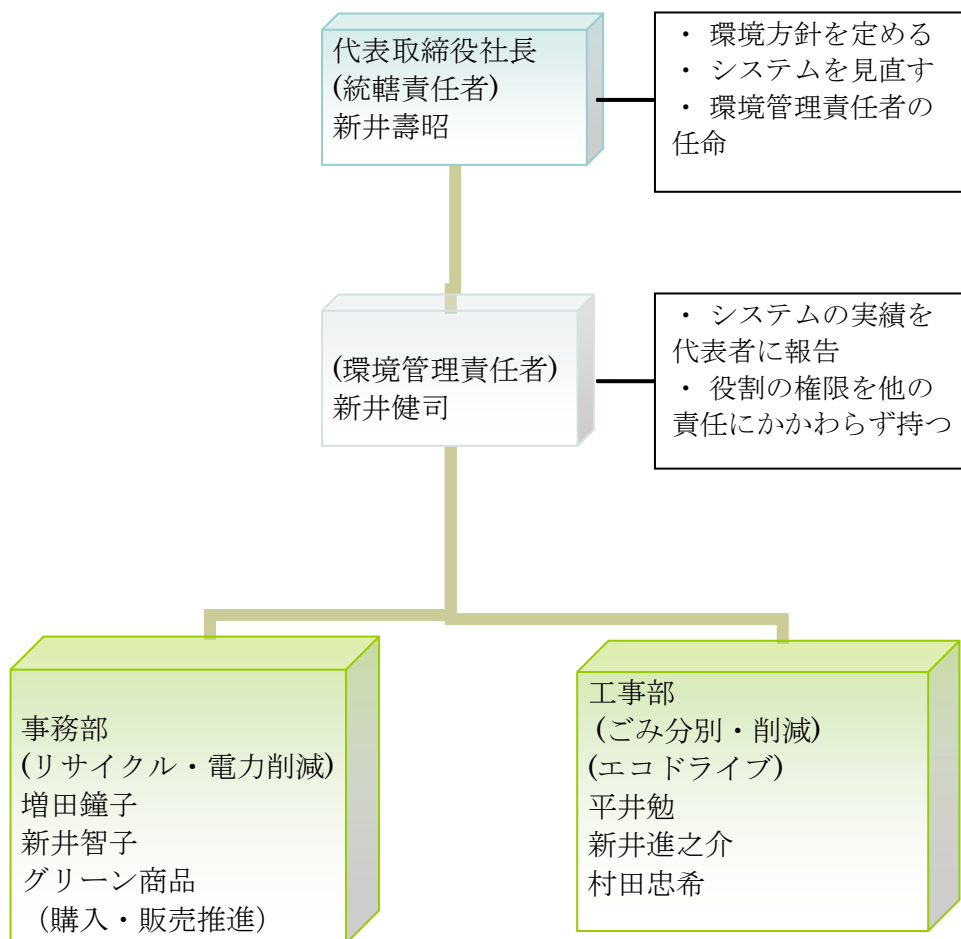 代表取締役社長
(統轄責任者)
新井壽昭
・ 環境方針を定める
・ システムを見直す
・ 環境管理責任者の
任命
(環境管理責任者)
新井健司
・ システムの実績を
代表者に報告
・ 役割の権限を他の
責任にかかわらず持つ
事務部
(リサイクル・電力削減)
増田鐘子
新井智子
グリーン商品
（購入・販売推進）
工事部
(ごみ分別・削減)
(エコドライブ)
平井勉
新井進之介
村田忠希